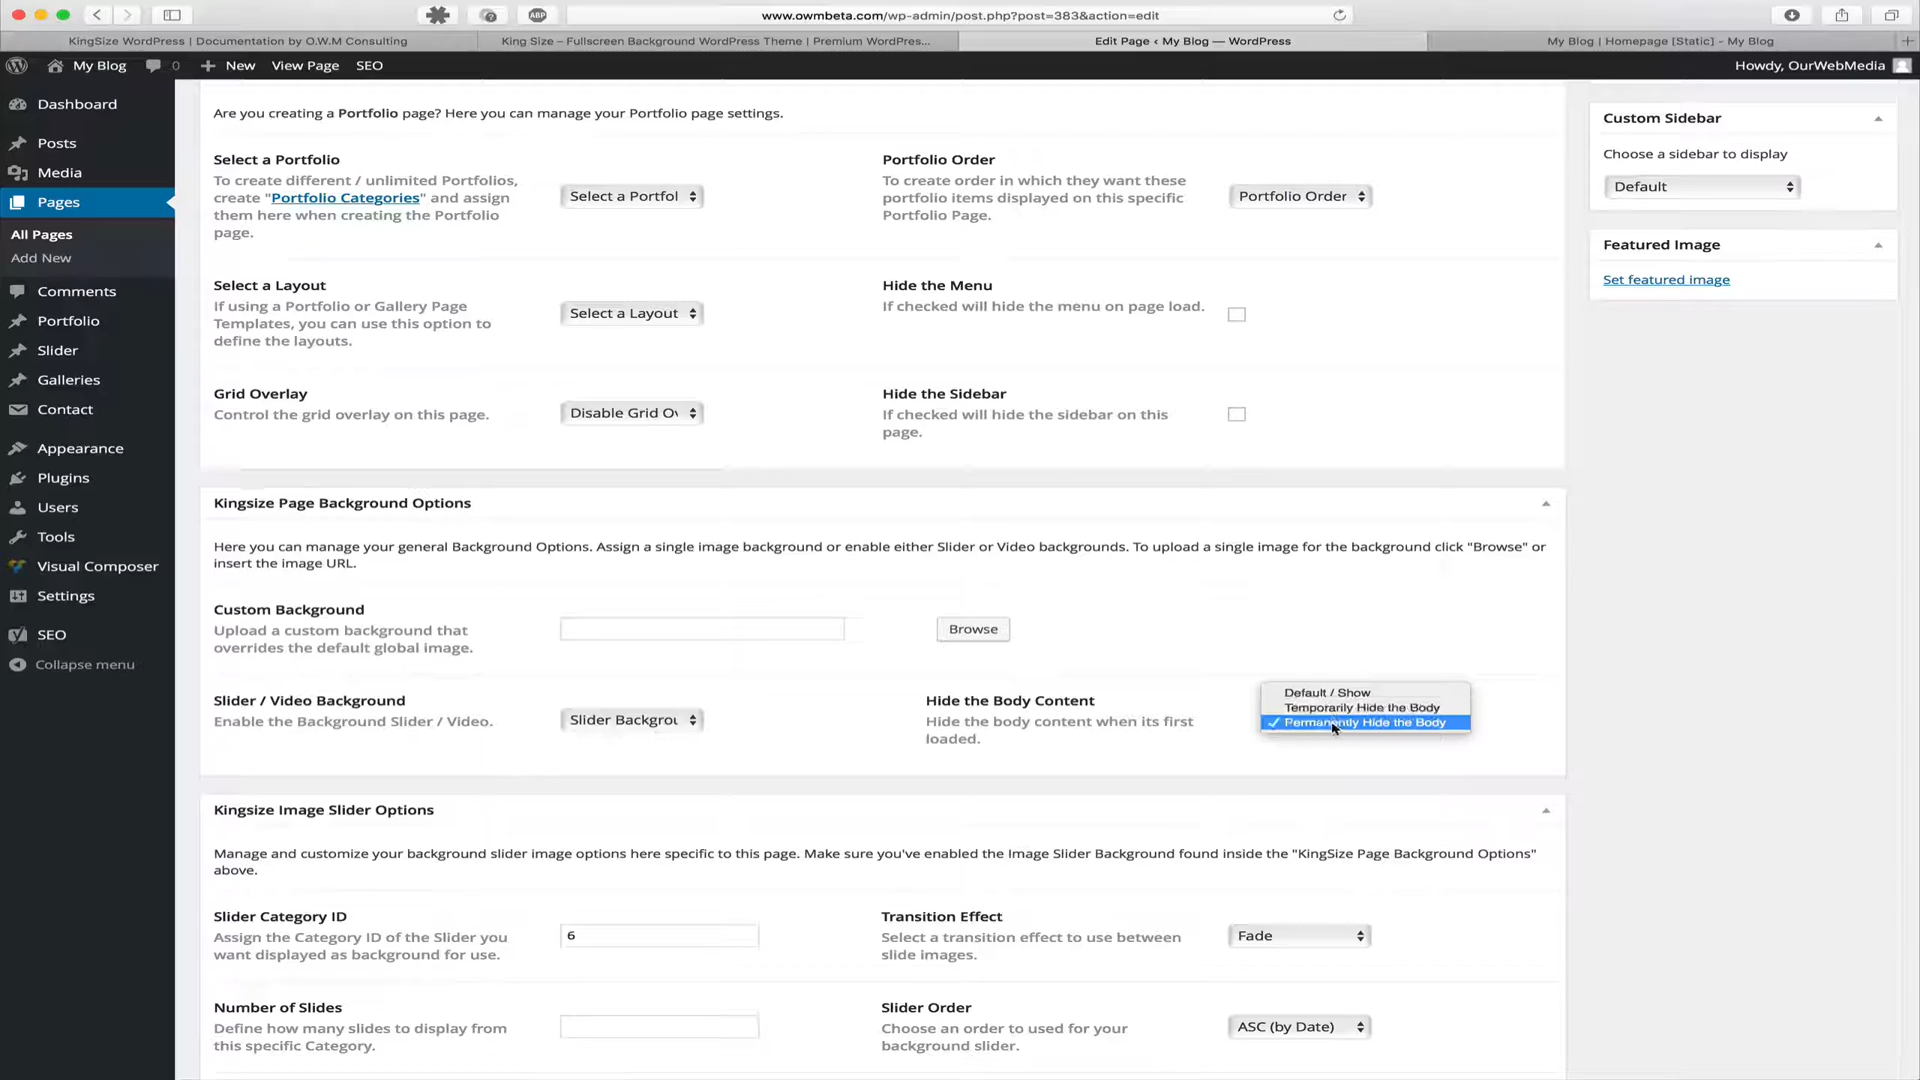 www.owmbeta.com/wp-admin/post.php?post=383&action=edit
ABP
KingSize WordPress | Documentation by O.W.M Consulting
King Size – Fullscreen Background WordPress Theme | Premium WordPres...
Edit Page ‹ My Blog — WordPress
My Blog | Homepage [Static] - My Blog
My Blog
0
New
View Page
SEO
Howdy, OurWebMedia
Dashboard
Posts
Media
Pages
All Pages
Add New
Comments
Portfolio
Slider
Galleries
Contact
Appearance
Plugins
Users
Tools
Visual Composer
Settings
SEO
Collapse menu
Are you creating a Portfolio page? Here you can manage your Portfolio page settings.
Select a Portfolio
To create different / unlimited Portfolios,
create "Portfolio Categories" and assign
them here when creating the Portfolio
page.
Select a Portfol
Portfolio Order
To create order in which they want these
portfolio items displayed on this specific
Portfolio Page.
Portfolio Order
Select a Layout
If using a Portfolio or Gallery Page
Templates, you can use this option to
define the layouts.
Select a Layout
Hide the Menu
If checked will hide the menu on page load.
Grid Overlay
Control the grid overlay on this page.
Disable Grid Ov
Hide the Sidebar
If checked will hide the sidebar on this
page.
Kingsize Page Background Options
Here you can manage your general Background Options. Assign a single image background or enable either Slider or Video backgrounds. To upload a single image for the background click "Browse" or
insert the image URL.
Custom Background
Upload a custom background that
overrides the default global image.
Browse
Slider / Video Background
Enable the Background Slider / Video.
Slider Backgrou
Hide the Body Content
Hide the body content when its first
loaded.
Default / Show
Temporarily Hide the Body
✓ Permanently Hide the Body
Kingsize Image Slider Options
Manage and customize your background slider image options here specific to this page. Make sure you've enabled the Image Slider Background found inside the "KingSize Page Background Options"
above.
Slider Category ID
Assign the Category ID of the Slider you
want displayed as background for use.
6
Transition Effect
Select a transition effect to use between
slide images.
Fade
Number of Slides
Define how many slides to display from
this specific Category.
Slider Order
Choose an order to used for your
background slider.
ASC (by Date)
Custom Sidebar
Choose a sidebar to display
Default
Featured Image
Set featured image